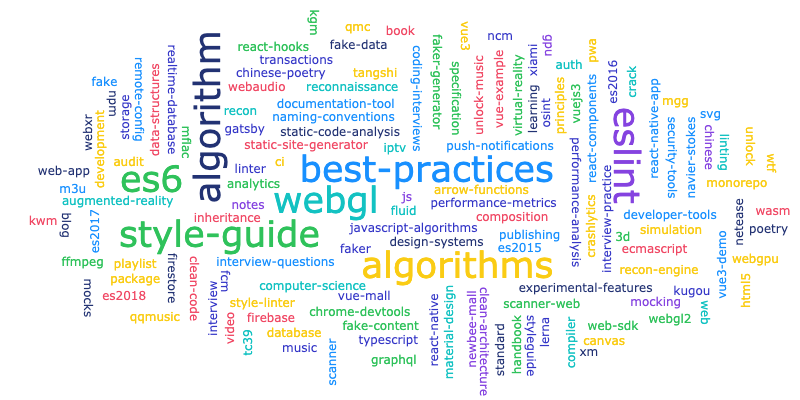 kgm
qmc
book
vue3
ncm
gdp
pwa
react-hooks
fake-data
transactions
chinese-poetry
tangshi
webaudio
reconnaissance
recon
documentation-tool
naming-conventions
gatsby
static-code-analysis
static-site-generator
iptv
linter
ci
analytics
notes
inheritance
algorithm
realtime-database
mflac
data-structures
remote-config
storage
npm
fake
webxr
development
audit
web-app
es6
m3u
augmented-reality
kwm
blog
es2017
style-guide
ffmpeg
playlist
package
es2018
mocks
qqmusic
firestore
clean-code
interview
fcm
video
tc39
interview-questions
computer-science
style-linter
firebase
database
music
scanner
vue-mall
chrome-devtools
fake-content
typescript
graphql
best-practices
webgl
js
fluid
arrow-functions
performance-metrics
composition
javascript-algorithms
design-systems
faker
es2015
publishing
algorithms
experimental-features
coding-interviews
faker-generator
specification
unlock-music
vue-example
virtual-reality
learning
xiami
osint
auth
principles
vuejs3
push-notifications
react-components
es2016
crack
eslint
performance-analysis
crashlytics
interview-practice
react-native-app
mgg
security-tools
navier-stokes
svg
chinese
linting
unlock
wtf
monorepo
developer-tools
simulation
3d
ecmascript
recon-engine
netease
wasm
poetry
webgpu
vue3-demo
html5
kugou
web
mocking
webgl2
scanner-web
web-sdk
canvas
xm
compiler
lerna
styleguide
handbook
standard
clean-architecture
newbee-mall
material-design
react-native